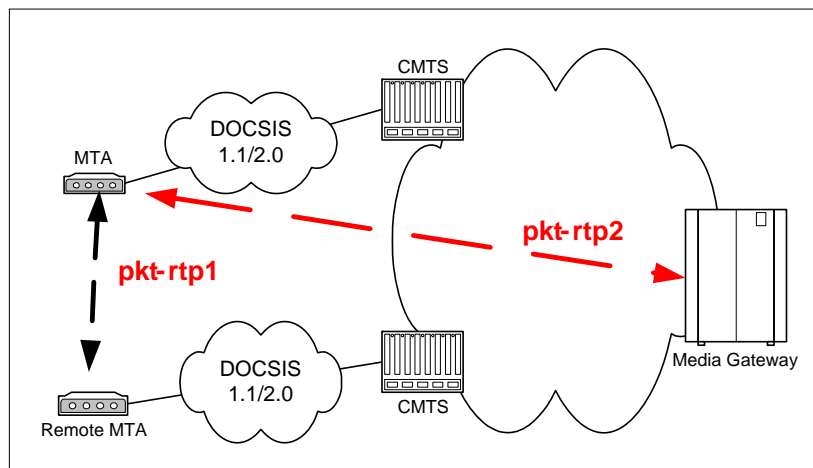 CMTS
DOCSIS
1.1/2.0
MTA
pkt-rtp2
pkt-rtp1
DOCSIS
1.1/2.0
Media Gateway
CMTS
Remote MTA